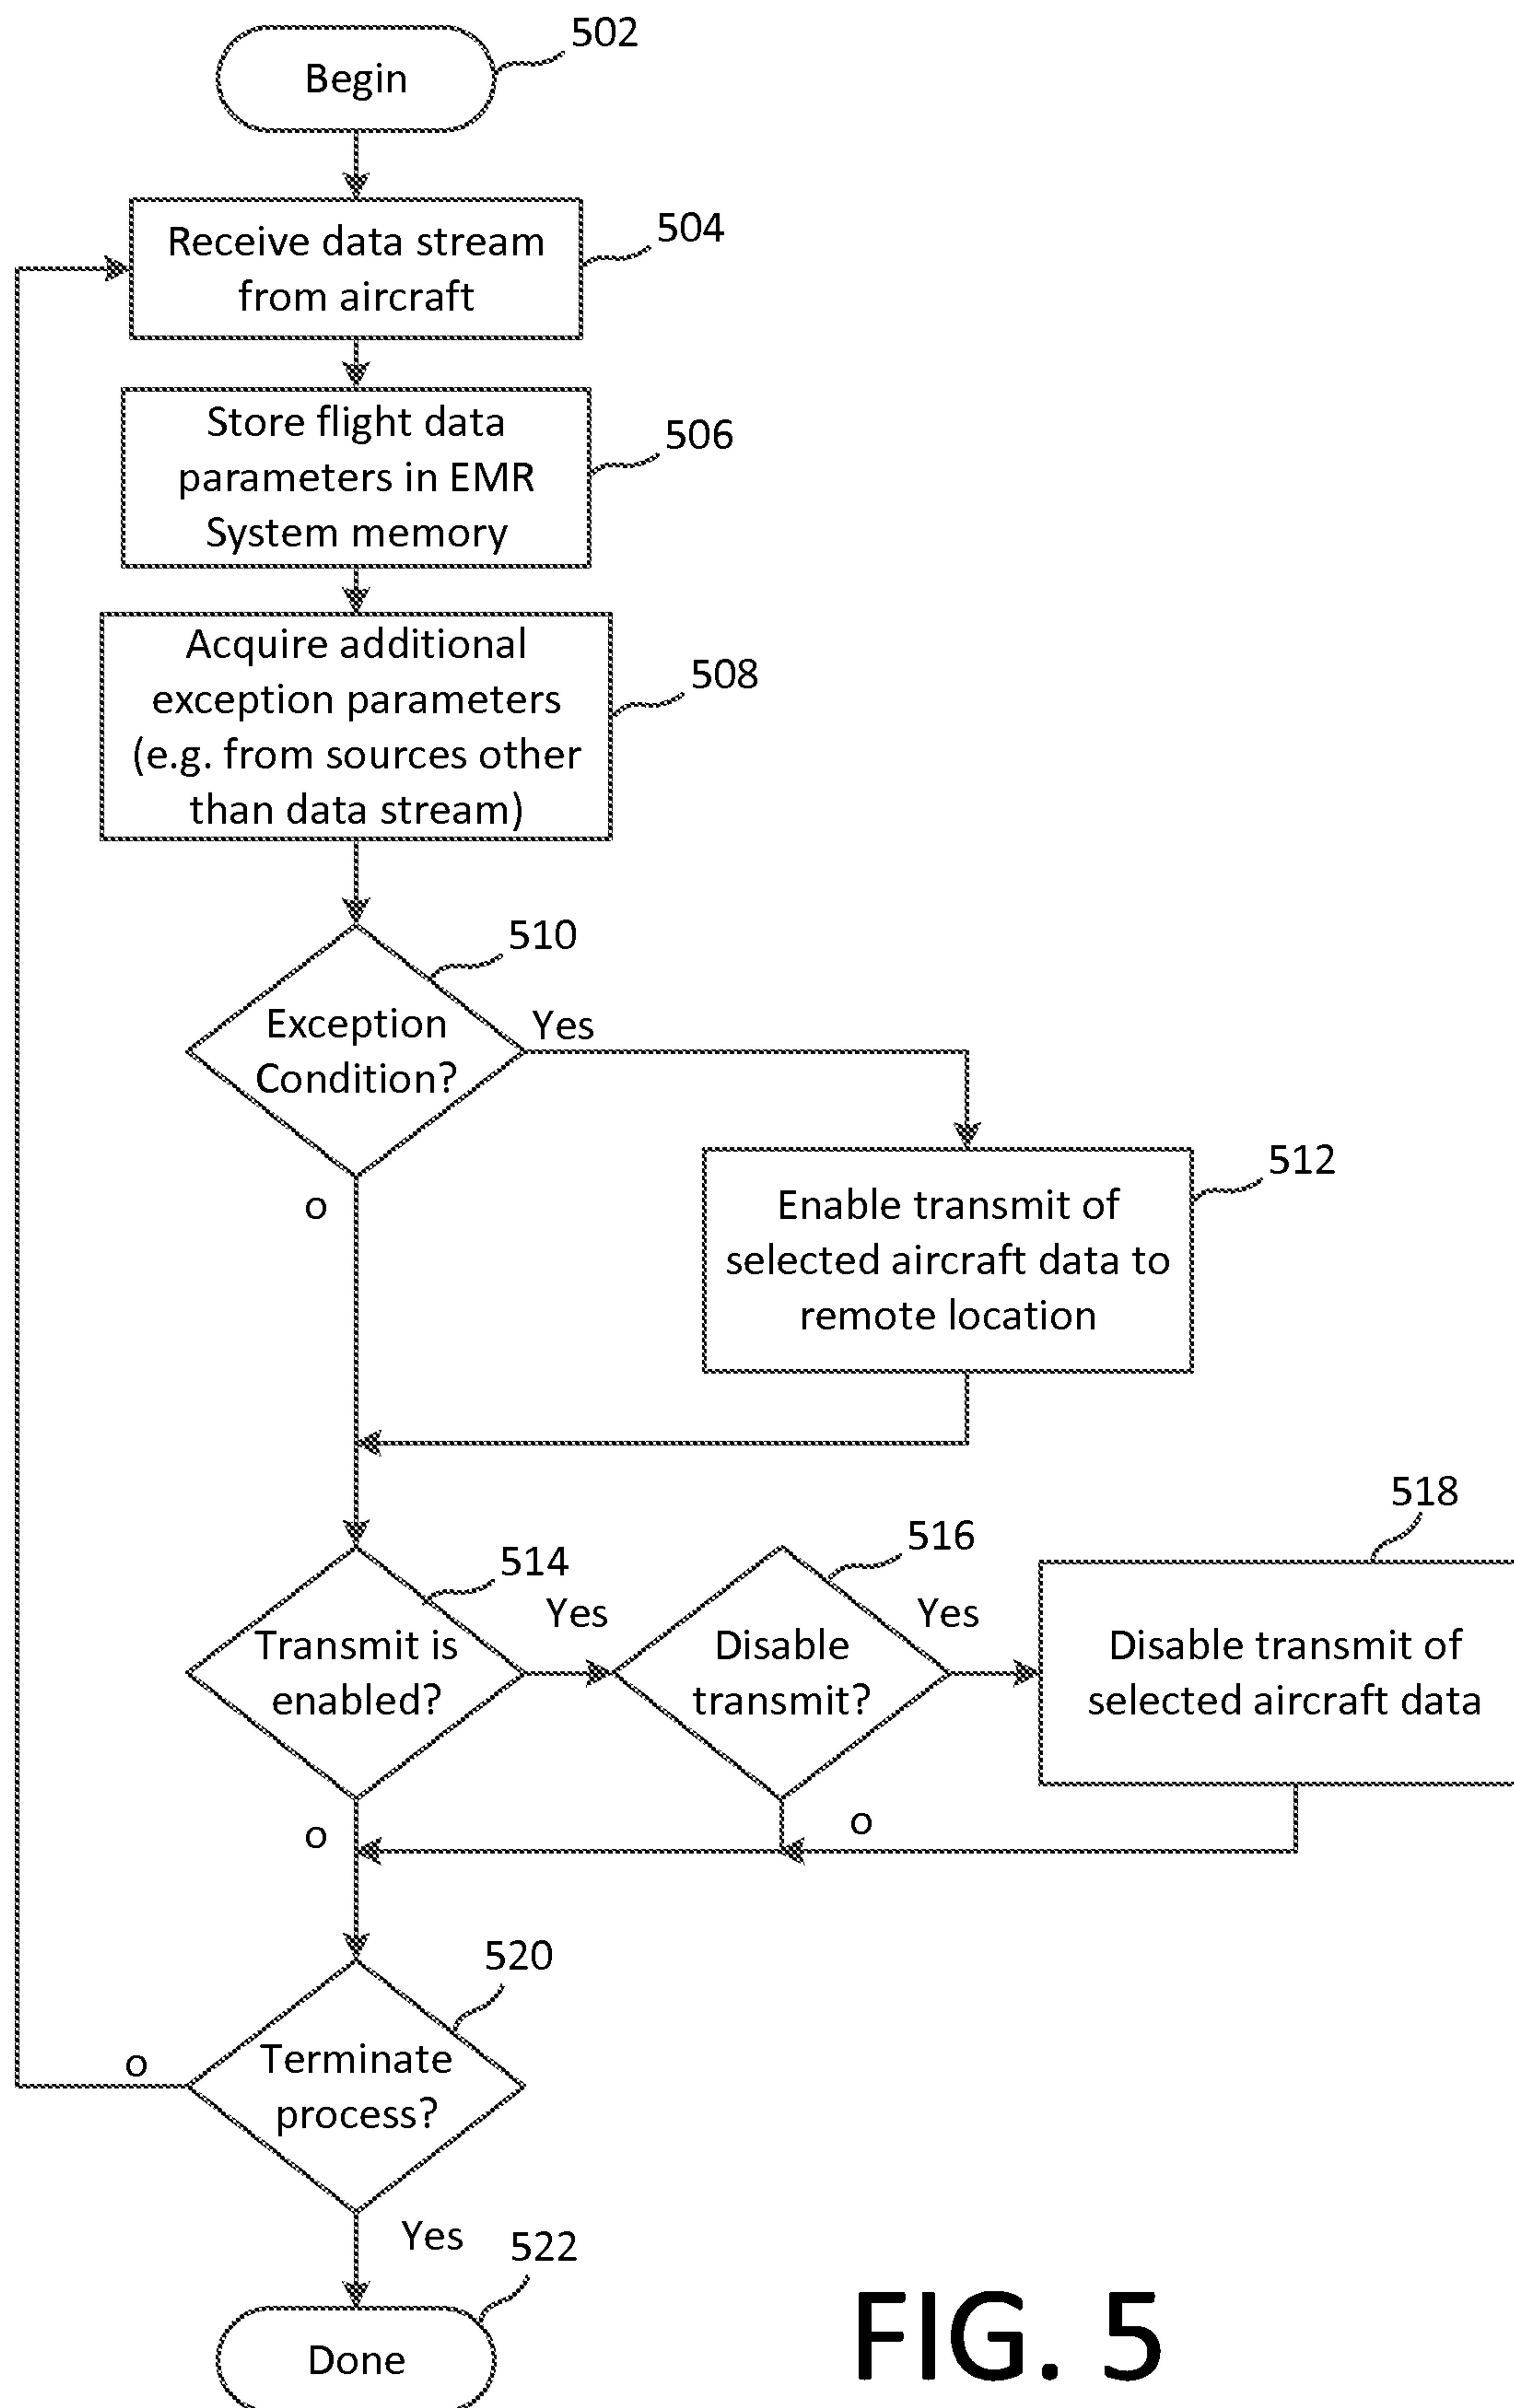 502
Begin
504
Receive data stream
from aircraft
506
Store flight data
parameters in EMR
System memory
508
Acquire additional
exception parameters
(e.g. from sources other
than data stream)
510
Exception
Condition?
Yes
o
512
Enable transmit of
selected aircraft data to
remote location
514
Transmit is
enabled?
Yes
o
516
Disable
transmit?
Yes
o
518
Disable transmit of
selected aircraft data
520
Terminate
process?
o
Yes
522
Done
FIG. 5